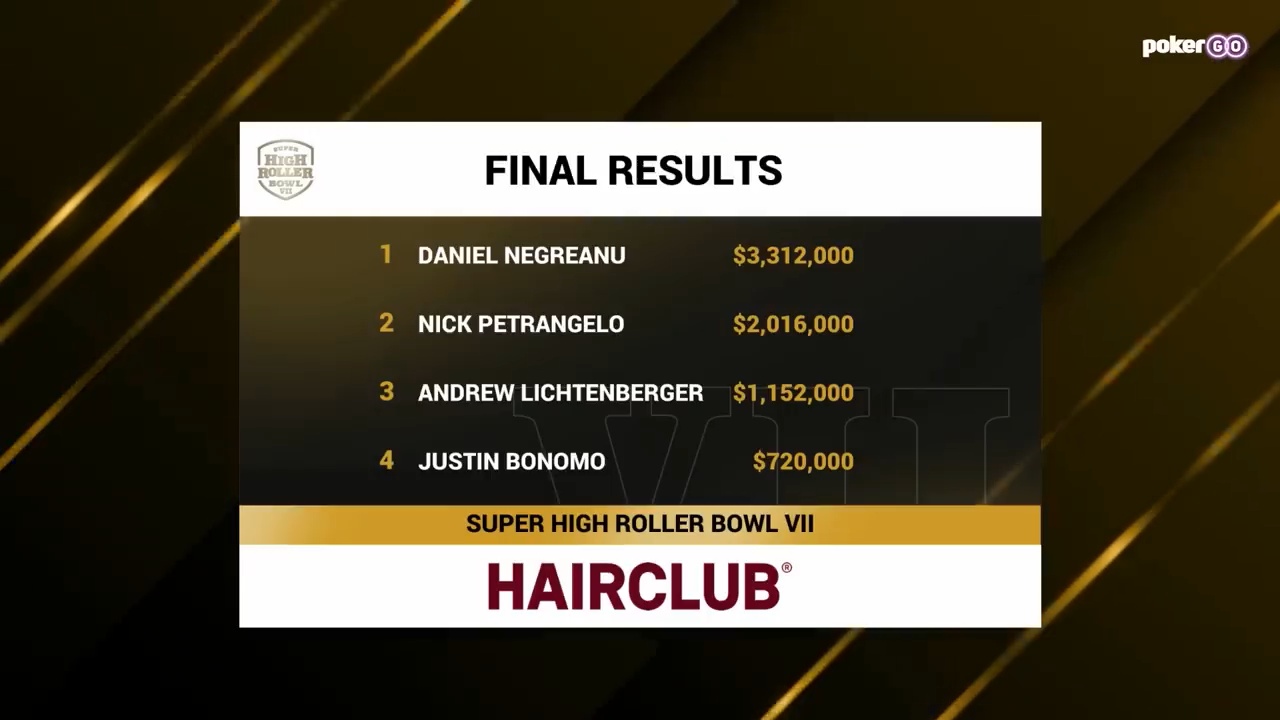 pokerGO
SUPER
HIGH
ROLLER
BOWL
VII
FINAL RESULTS
1 DANIEL NEGREANU $3,312,000
2 NICK PETRANGELO $2,016,000
3 ANDREW LICHTENBERGER $1,152,000
4 JUSTIN BONOMO $720,000
VII
SUPER HIGH ROLLER BOWL VII
HAIRCLUB®